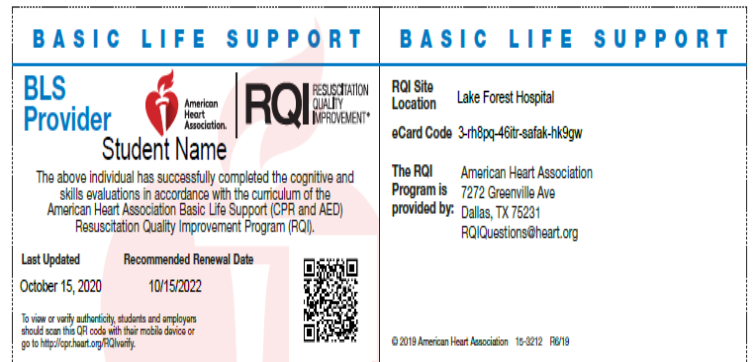 BASIC LIFE SUPPORT
BLS
Provider
American
Heart
Association.
RQI
RESUSCITATION
QUALITY
IMPROVEMENT*
Student Name
The above individual has successfully completed the cognitive and
skills evaluations in accordance with the curriculum of the
American Heart Association Basic Life Support (CPR and AED)
Resuscitation Quality Improvement Program (RQI).
Last Updated
Recommended Renewal Date
October 15, 2020
10/15/2022
To view or verify authenticity, students and employers
should scan this QR code with their mobile device or
go to http://cpr.heart.org/RQIverify.
BASIC LIFE SUPPORT
RQI Site
Location
Lake Forest Hospital
eCard Code 3-rh8pq-46itr-safak-hk9gw
The RQI
Program is
provided by:
American Heart Association
7272 Greenville Ave
Dallas, TX 75231
RQIQuestions@heart.org
© 2019 American Heart Association 15-3212 R6/19